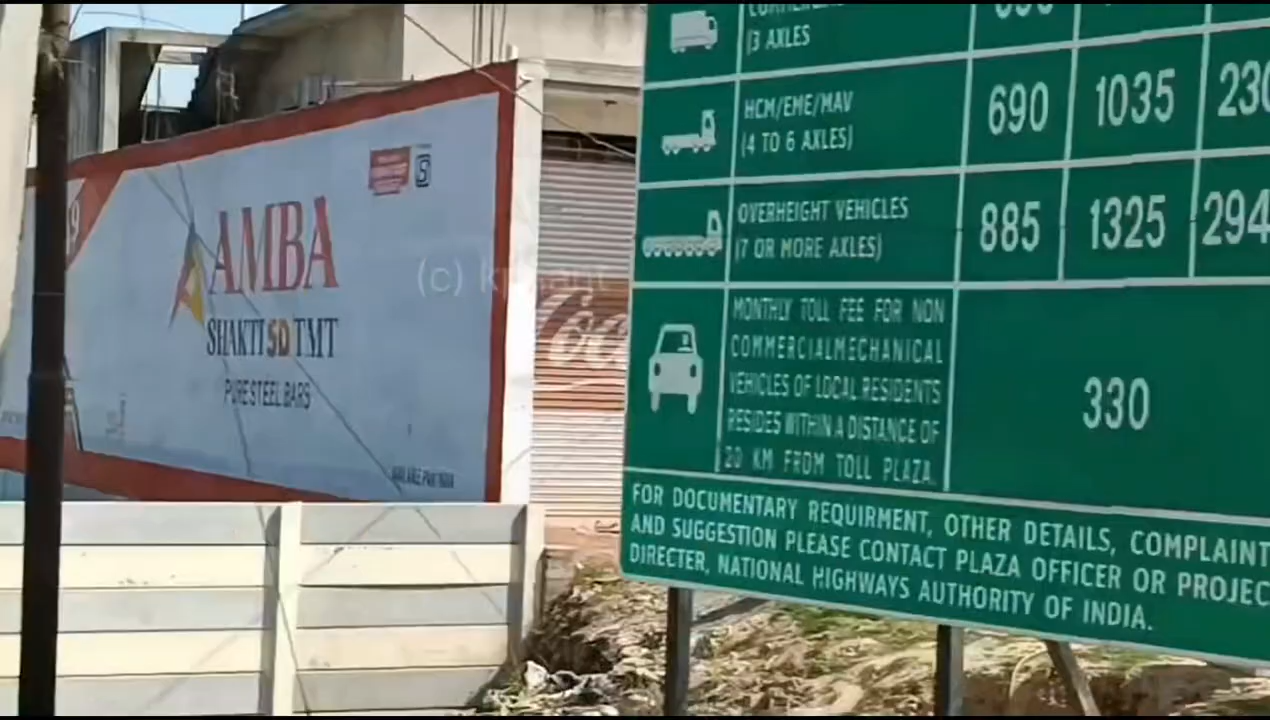 AMBA
SHAKTI 5D TMT
PURE STEEL BARS
(c)
Coca
(3 AXLES
HCM/EME/MAV
(4 TO 6 AXLES)
690
1035
230
OVERHEIGHT VEHICLES
(7 OR MORE AXLES)
885
1325
294
MONTHLY TOLL FEE FOR NON
COMMERCIALMECHANICAL
VEHICLES OF LOCAL RESIDENTS
RESIDES WITHIN A DISTANCE OF
20 KM FROM TOLL PLAZA.
330
FOR DOCUMENTARY REQUIRMENT, OTHER DETAILS, COMPLAINT
AND SUGGESTION PLEASE CONTACT PLAZA OFFICER OR PROJEC
DIRECTER, NATIONAL HIGHWAYS AUTHORITY OF INDIA.